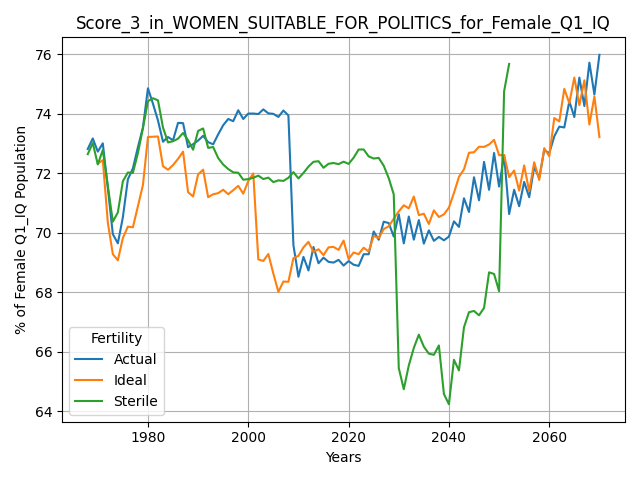 Score_3_in_WOMEN_SUITABLE_FOR_POLITICS_for_Female_Q1_IQ
% of Female Q1_IQ Population
76
74
72
70
68
66
64
Fertility
Actual
Ideal
Sterile
1980 2000 2020 2040 2060
Years